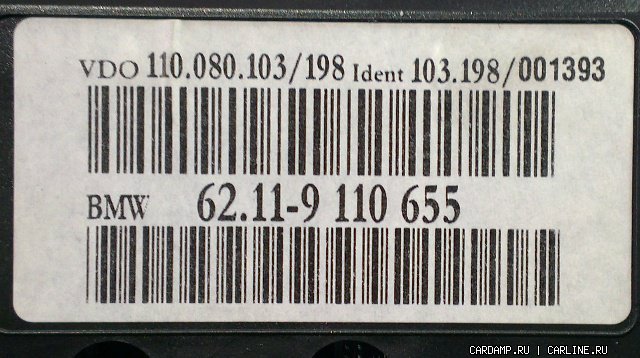 VDO 110.080.103/198 Ident 103.198/001393
BMW 62.11-9 110 655
CARDAMP.RU | CARLINE.RU